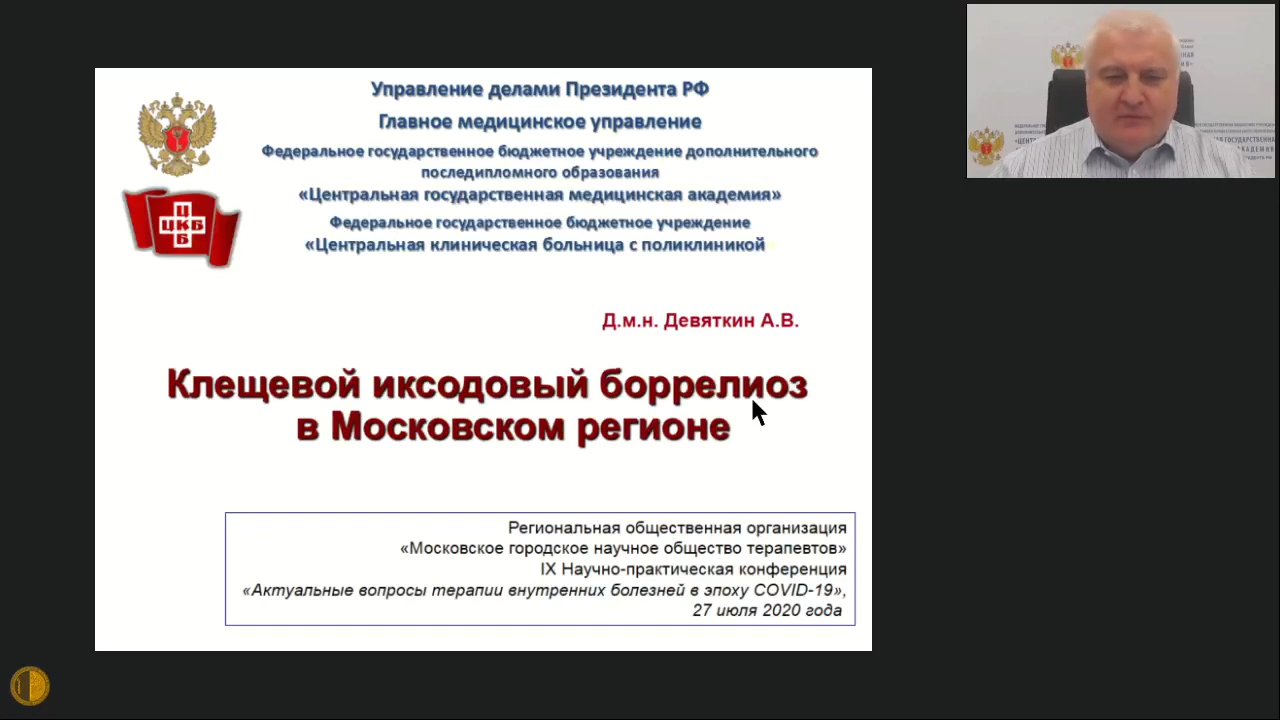 Управление делами Президента РФ
Главное медицинское управление
Федеральное государственное бюджетное учреждение дополнительного
последипломного образования
«Центральная государственная медицинская академия»
Федеральное государственное бюджетное учреждение
«Центральная клиническая больница с поликлиникой
Ц
ЦКБ
Б
Д.м.н. Девяткин А.В.
Клещевой иксодовый боррелиоз
в Московском регионе
Региональная общественная организация
«Московское городское научное общество терапевтов»
IX Научно-практическая конференция
«Актуальные вопросы терапии внутренних болезней в эпоху COVID-19»,
27 июля 2020 года